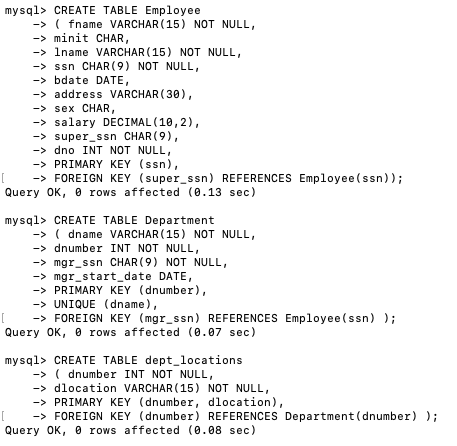 mysql> CREATE TABLE Employee
-> ( fname VARCHAR(15) NOT NULL,
-> minit CHAR,
-> lname VARCHAR(15) NOT NULL,
-> ssn CHAR(9) NOT NULL,
-> bdate DATE,
-> address VARCHAR(30),
-> sex CHAR,
-> salary DECIMAL(10,2),
-> super_ssn CHAR(9),
-> dno INT NOT NULL,
-> PRIMARY KEY (ssn),
[ -> FOREIGN KEY (super_ssn) REFERENCES Employee(ssn));
Query OK, 0 rows affected (0.13 sec)

mysql> CREATE TABLE Department
-> ( dname VARCHAR(15) NOT NULL,
-> dnumber INT NOT NULL,
-> mgr_ssn CHAR(9) NOT NULL,
-> mgr_start_date DATE,
-> PRIMARY KEY (dnumber),
-> UNIQUE (dname),
[ -> FOREIGN KEY (mgr_ssn) REFERENCES Employee(ssn) );
Query OK, 0 rows affected (0.07 sec)

mysql> CREATE TABLE dept_locations
-> ( dnumber INT NOT NULL,
-> dlocation VARCHAR(15) NOT NULL,
-> PRIMARY KEY (dnumber, dlocation),
[ -> FOREIGN KEY (dnumber) REFERENCES Department(dnumber) );
Query OK, 0 rows affected (0.08 sec)